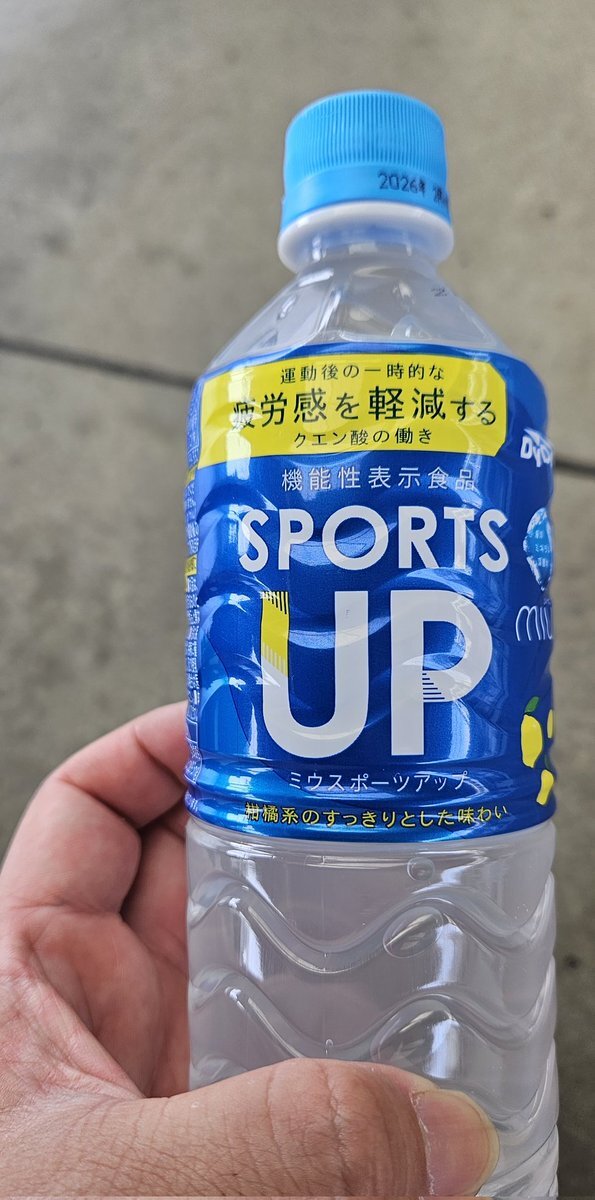 2026年
運動後の一時的な
疲労感を軽減する
クエン酸の働き
機能性表示食品
SPORTS
UP
ミウスポーツアップ
柑橘系のすっきりとした味わい